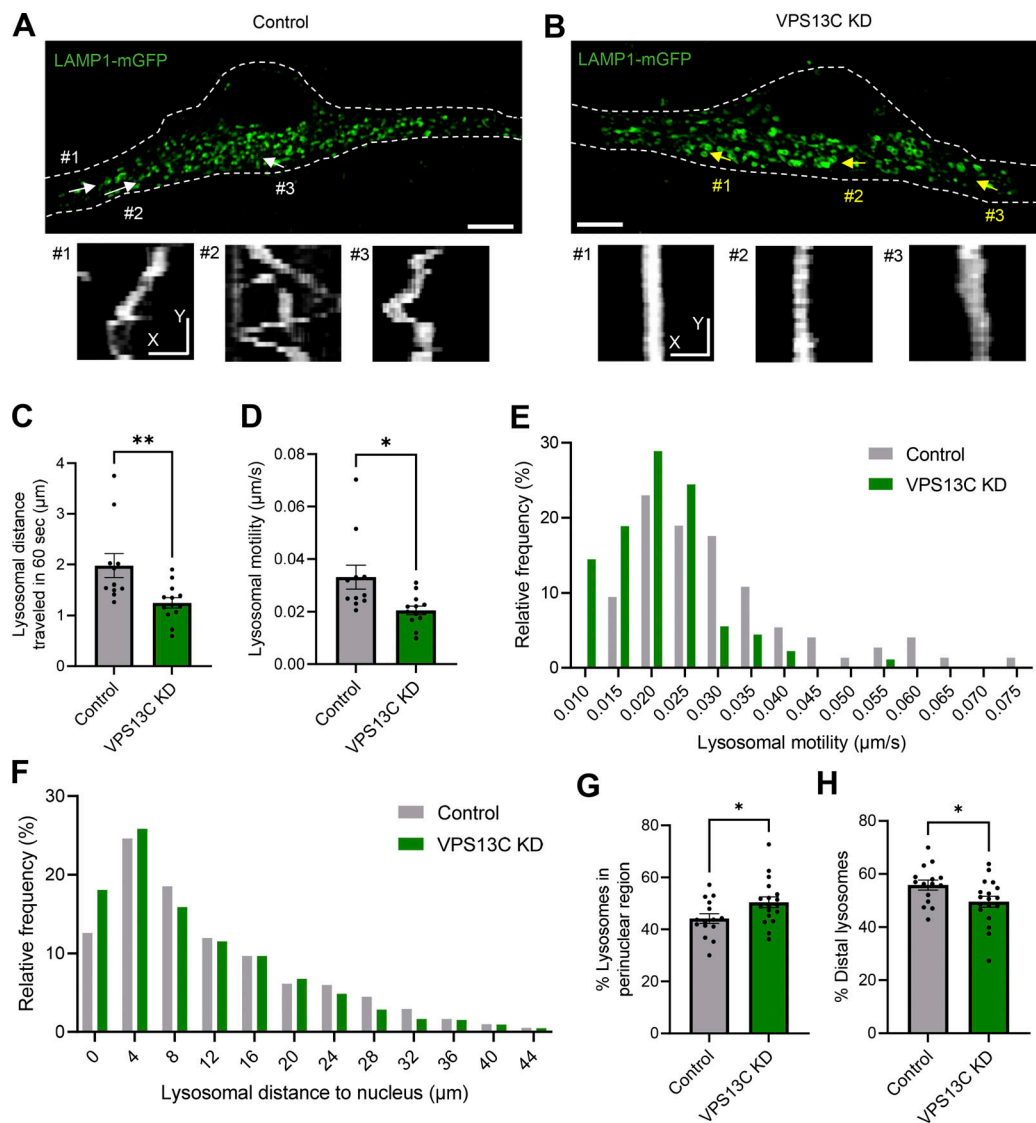 A
Control
LAMP1-mGFP
#1
#2
#3
#1
#2
#3
X
Y
B
VPS13C KD
LAMP1-mGFP
#1
#2
#3
#1
#2
#3
X
Y
C
**
Lysosomal distance
traveled in 60 sec (µm)
4
3
2
1
0
Control
VPS13C KD
D
*
Lysosomal motility (µm/s)
0.08
0.06
0.04
0.02
0.00
Control
VPS13C KD
E
Relative frequency (%)
30
20
10
0
Control
VPS13C KD
0.010
0.015
0.020
0.025
0.030
0.035
0.040
0.045
0.050
0.055
0.060
0.065
0.070
0.075
Lysosomal motility (µm/s)
F
Relative frequency (%)
30
20
10
0
Control
VPS13C KD
0
4
8
12
16
20
24
28
32
36
40
44
Lysosomal distance to nucleus (µm)
G
*
% Lysosomes in
perinuclear region
80
60
40
20
0
Control
VPS13C KD
H
*
% Distal lysosomes
80
60
40
20
0
Control
VPS13C KD